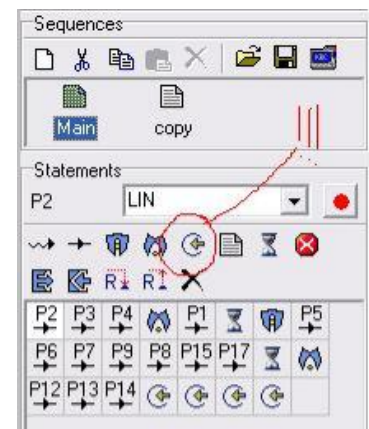 Sequences
Main copy
Statements
P2 LIN
R R
P2 P3 P4 P1 P5
P6 P7 P9 P8 P15 P17
P12 P13 P14